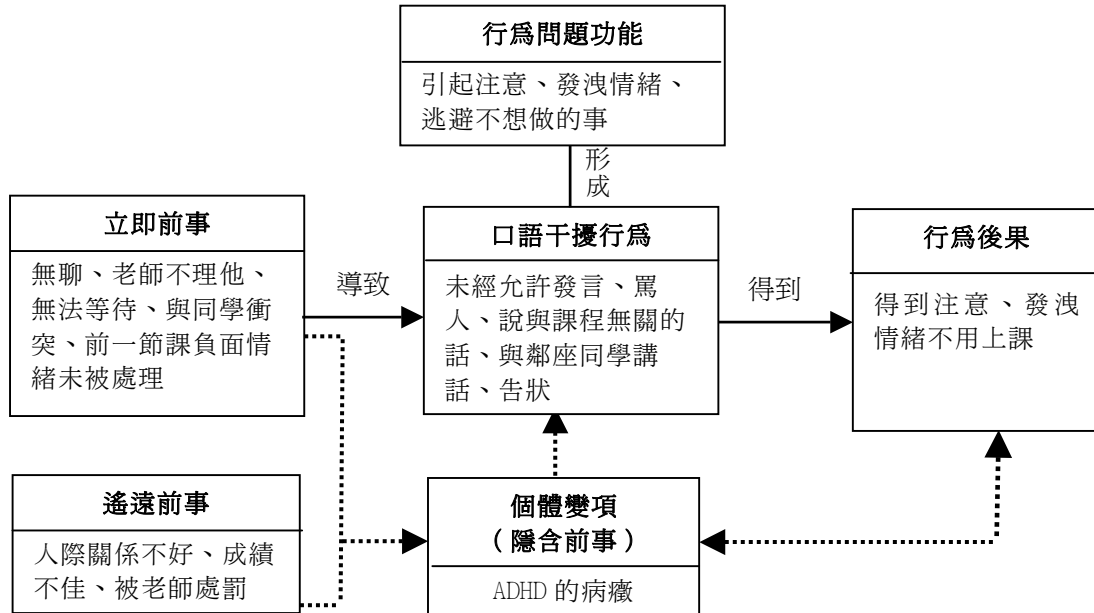 行為問題功能
引起注意、發洩情緒、
逃避不想做的事
形
成
立即前事
無聊、老師不理他、
無法等待、與同學衝
突、前一節課負面情
緒未被處理
導致
口語干擾行為
未經允許發言、罵
人、說與課程無關的
話、與鄰座同學講
話、告狀
得到
行為後果
得到注意、發洩
情緒不用上課
遙遠前事
人際關係不好、成績
不佳、被老師處罰
個體變項
(隱含前事)
ADHD 的病癥